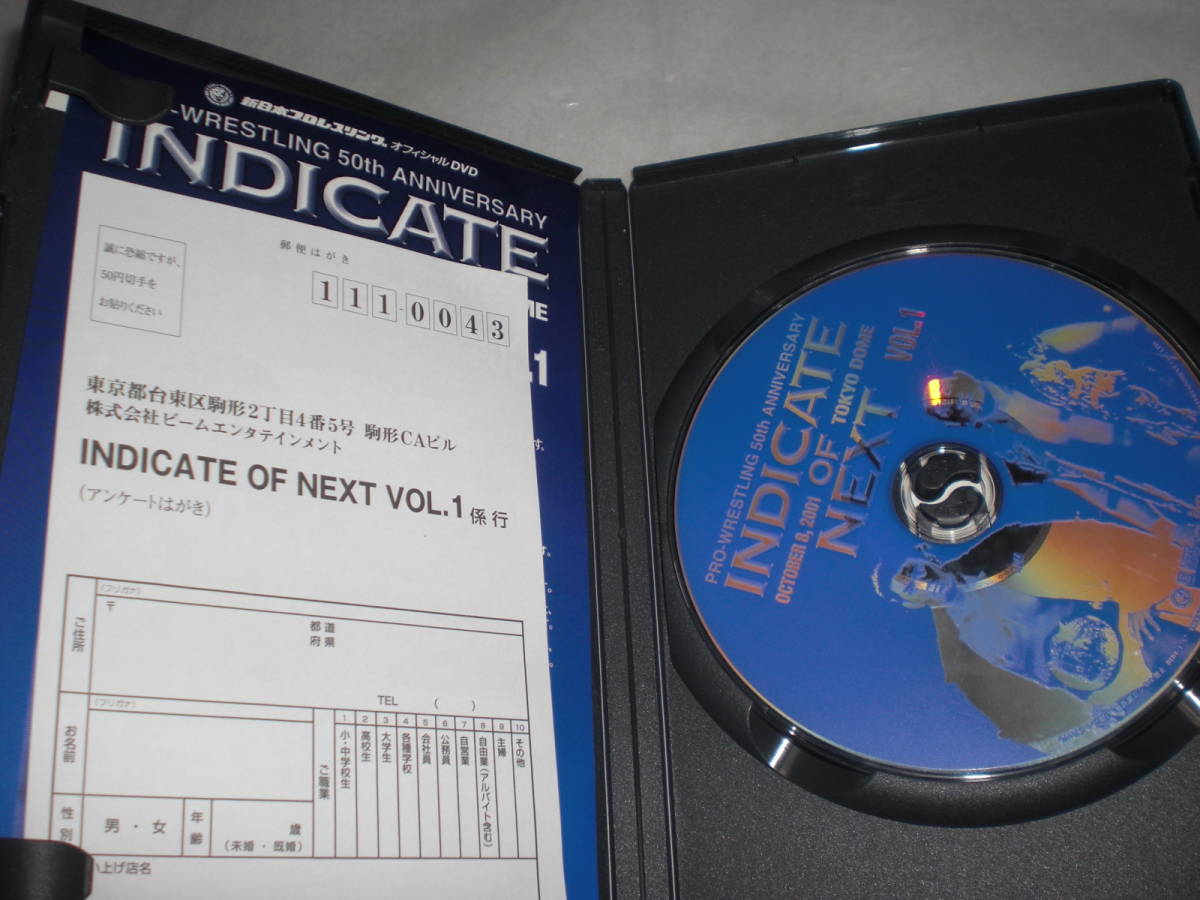 新日本プロレスリング オフィシャルDVD
-WRESTLING 50th ANNIVERSARY
INDICATE
ME
.1
郵便はがき
誠に恐縮ですが、
50円切手を
お貼りください
111-0043
東京都台東区駒形2丁目4番5号 駒形CAビル
株式会社ビームエンタテインメント
INDICATE OF NEXT VOL.1 係 行
(アンケートはがき)
ご住所
(フリガナ)
〒
都 道
府 県
TEL ( )
お名前
(フリガナ)
ご職業
1 小・中学校生
2 高校生
3 大学生
4 各種学校
5 会社員
6 公務員
7 自営業
8 自由業(アルバイト含む)
9 主婦
10 その他
性別
男・女
年齢
歳
(未婚・既婚)
い上げ店名
PRO-WRESTLING 50th ANNIVERSARY
INDICATE
OCTOBER 8, 2001 OF TOKYO DOME
NEXT VOL.1